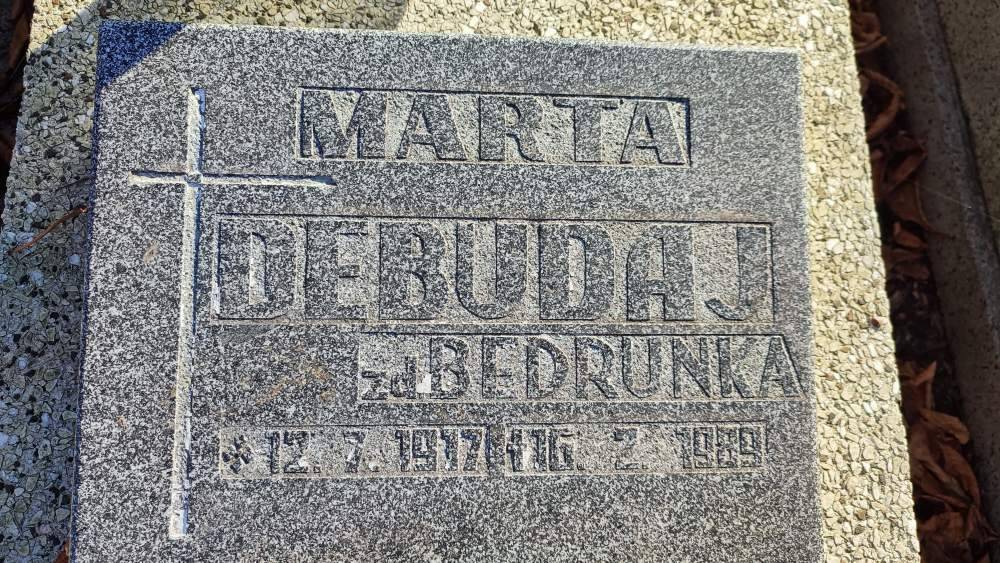 MARTA
DEBUDAJ
zd. BEDRUNKA
* 12. 7. 1917 † 16. 2. 1989